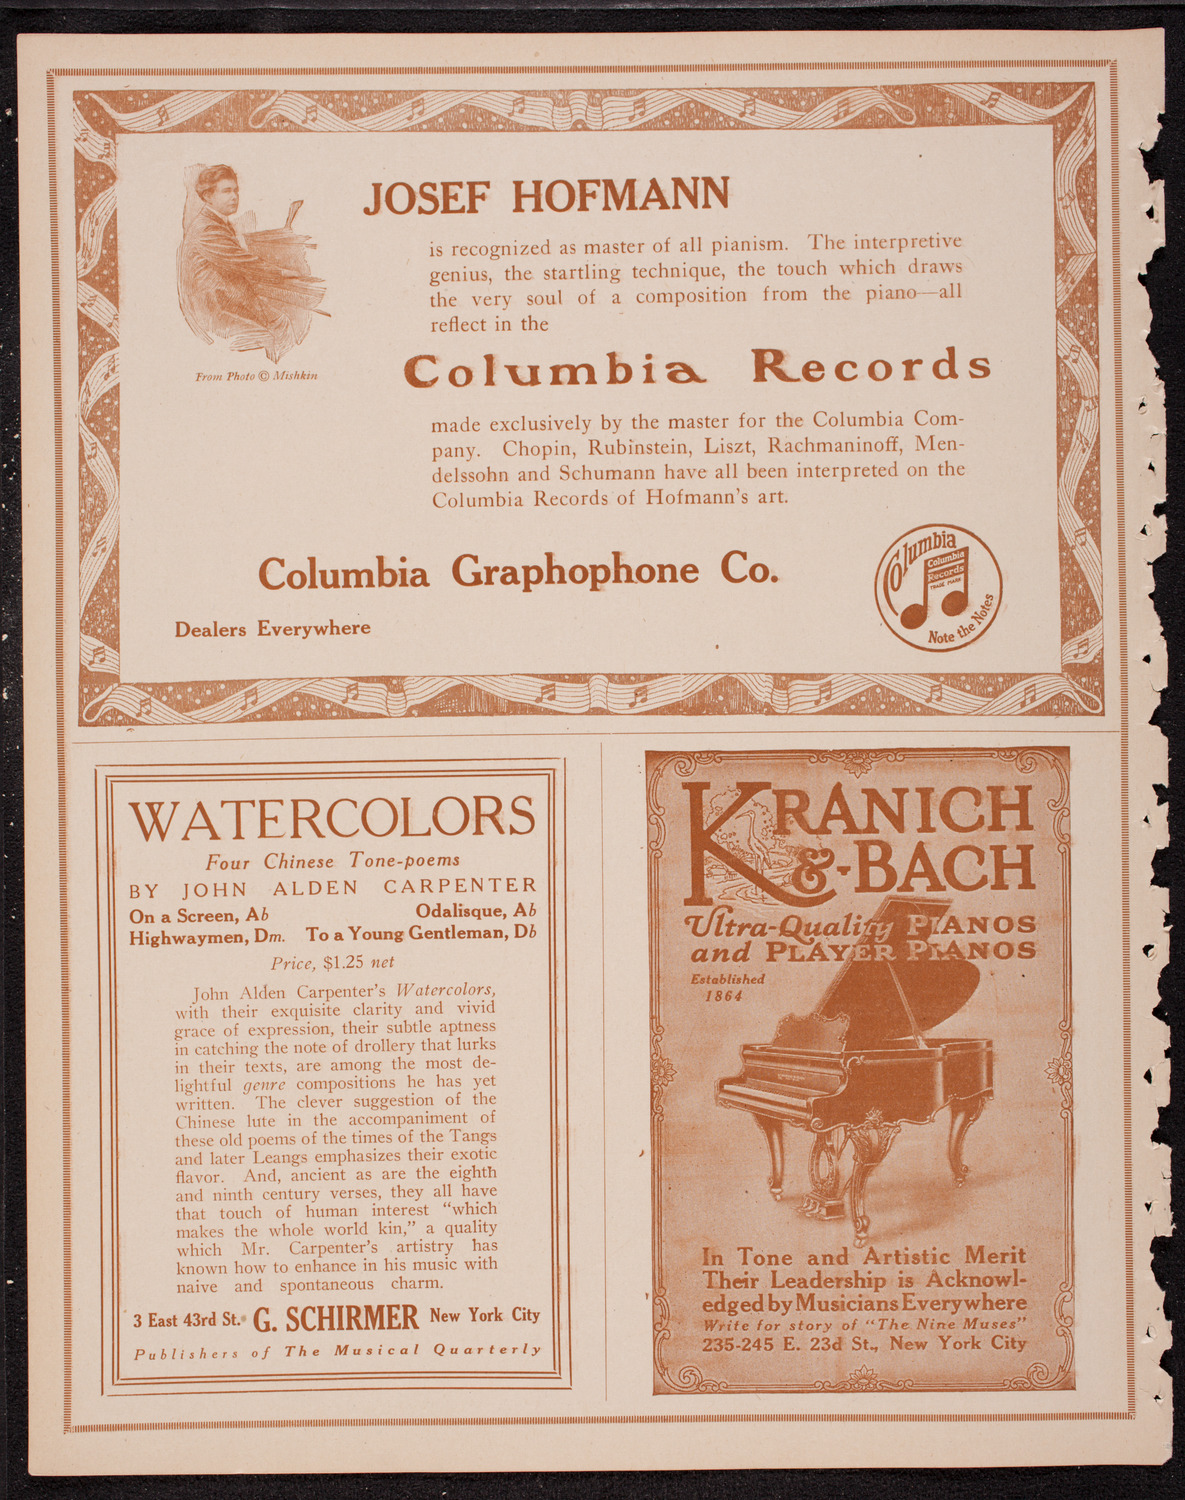 JOSEF HOFMANN
is recognized as master of all pianism. The interpretive
genius, the startling technique, the touch which draws
the very soul of a composition from the piano—all
reflect in the
From Photo © Mishkin
Columbia Records
made exclusively by the master for the Columbia Com-
pany. Chopin, Rubinstein, Liszt, Rachmaninoff, Men-
delssohn and Schumann have all been interpreted on the
Columbia Records of Hofmann's art.
Columbia Graphophone Co.
Dealers Everywhere
Columbia
Columbia
Records
TRADE MARK
Note the Notes
WATERCOLORS
Four Chinese Tone-poems
BY JOHN ALDEN CARPENTER
On a Screen, Ab Odalisque, Ab
Highwaymen, Dm. To a Young Gentleman, Db
Price, $1.25 net
John Alden Carpenter's Watercolors,
with their exquisite clarity and vivid
grace of expression, their subtle aptness
in catching the note of drollery that lurks
in their texts, are among the most de-
lightful genre compositions he has yet
written. The clever suggestion of the
Chinese lute in the accompaniment of
these old poems of the times of the Tangs
and later Leangs emphasizes their exotic
flavor. And, ancient as are the eighth
and ninth century verses, they all have
that touch of human interest "which
makes the whole world kin," a quality
which Mr. Carpenter's artistry has
known how to enhance in his music with
naive and spontaneous charm.
3 East 43rd St. G. SCHIRMER New York City
Publishers of The Musical Quarterly
KRANICH
&-BACH
Ultra-Quality PIANOS
and PLAYER PIANOS
Established
1864
In Tone and Artistic Merit
Their Leadership is Acknowl-
edged by Musicians Everywhere
Write for story of "The Nine Muses"
235-245 E. 23d St., New York City